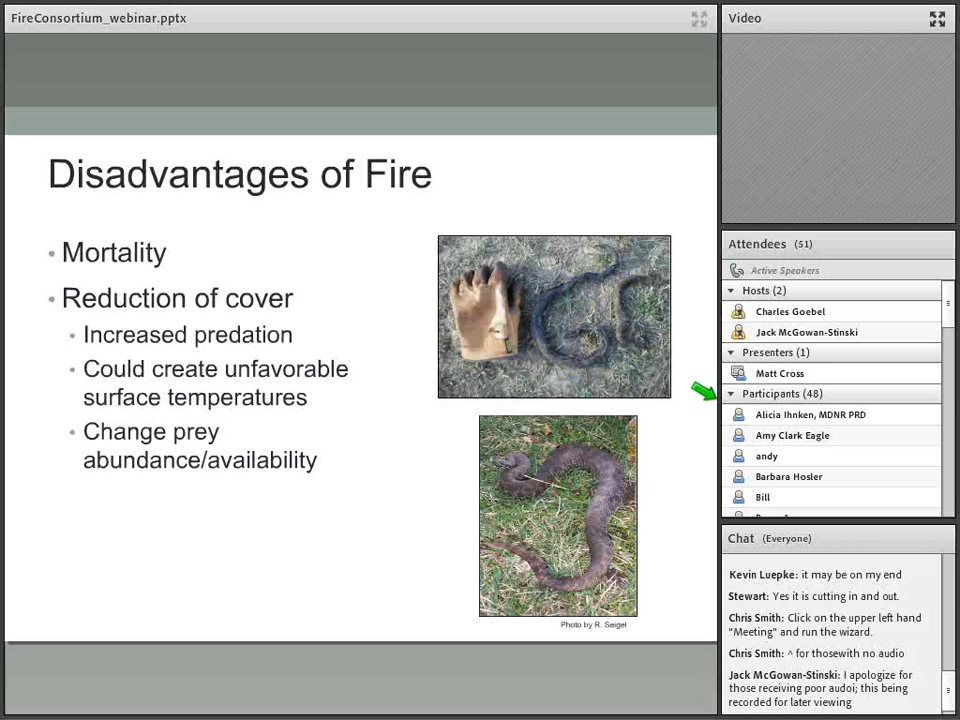 FireConsortium_webinar.pptx
Disadvantages of Fire
• Mortality
• Reduction of cover
• Increased predation
• Could create unfavorable
surface temperatures
• Change prey
abundance/availability
Photo by R. Seigel
Video
Attendees (51)
Active Speakers
Hosts (2)
Charles Goebel
Jack McGowan-Stinski
Presenters (1)
Matt Cross
Participants (48)
Alicia Ihnken, MDNR PRD
Amy Clark Eagle
andy
Barbara Hosler
Bill
Chat (Everyone)
Kevin Luepke: it may be on my end
Stewart: Yes it is cutting in and out.
Chris Smith: Click on the upper left hand
"Meeting" and run the wizard.
Chris Smith: ^ for thosewith no audio
Jack McGowan-Stinski: I apologize for
those receiving poor audoi; this being
recorded for later viewing